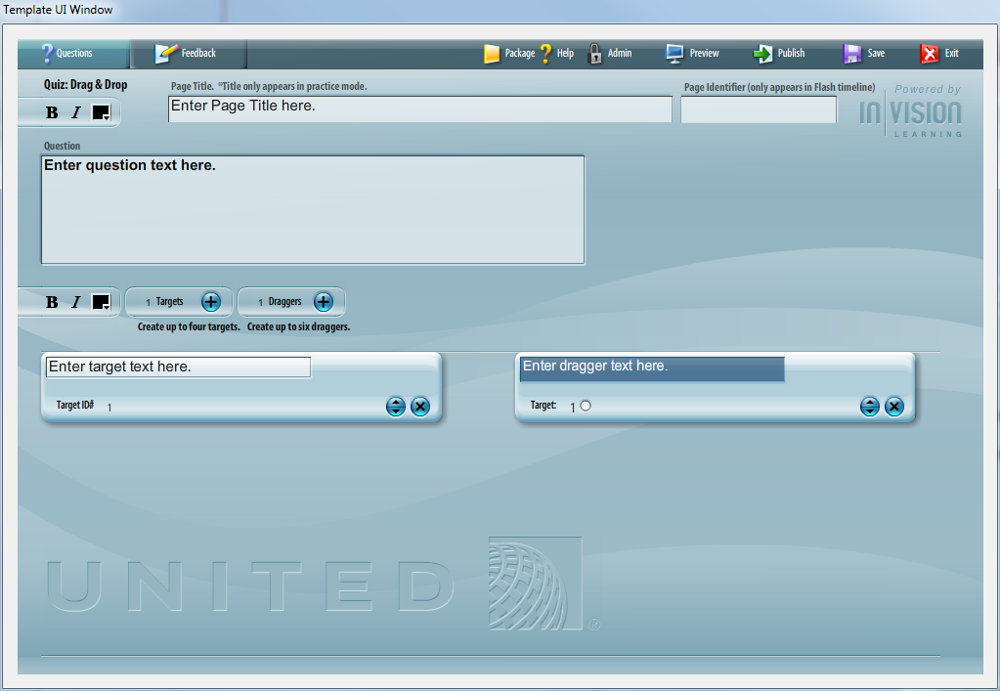 Template UI Window
Questions Feedback Package Help Admin Preview Publish Save Exit
Quiz: Drag & Drop
Page Title. *Title only appears in practice mode.
Page Identifier (only appears in Flash timeline)
Powered by
B I
Enter Page Title here.
IN VISION
LEARNING
Question
Enter question text here.
B I
1 Targets
1 Draggers
Create up to four targets. Create up to six draggers.
Enter target text here.
Enter dragger text here.
Target ID# 1
Target: 1
UNITED ®